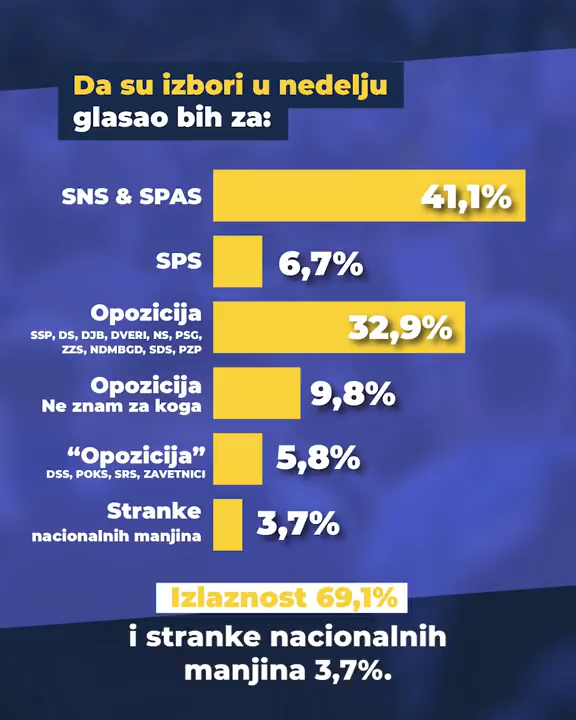 Da su izbori u nedelju
glasao bih za:
SNS & SPAS 41,1%
SPS 6,7%
Opozicija
SSP, DS, DJB, DVERI, NS, PSG,
ZZS, NDMBGD, SDS, PZP
32,9%
Opozicija
Ne znam za koga
9,8%
“Opozicija”
DSS, POKS, SRS, ZAVETNICI
5,8%
Stranke
nacionalnih manjina
3,7%
Izlaznost 69,1%
i stranke nacionalnih
manjina 3,7%.